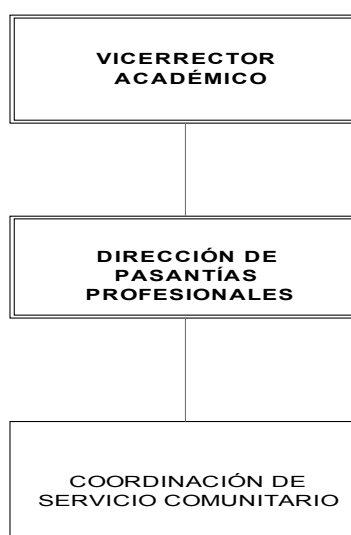 VICERRECTOR
ACADÉMICO
DIRECCIÓN DE
PASANTÍAS
PROFESIONALES
COORDINACIÓN DE
SERVICIO COMUNITARIO